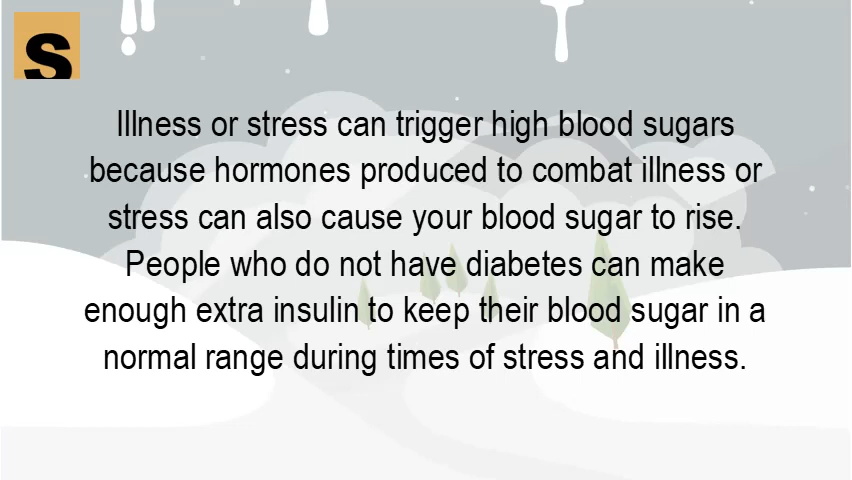 S
Illness or stress can trigger high blood sugars
because hormones produced to combat illness or
stress can also cause your blood sugar to rise.
People who do not have diabetes can make
enough extra insulin to keep their blood sugar in a
normal range during times of stress and illness.